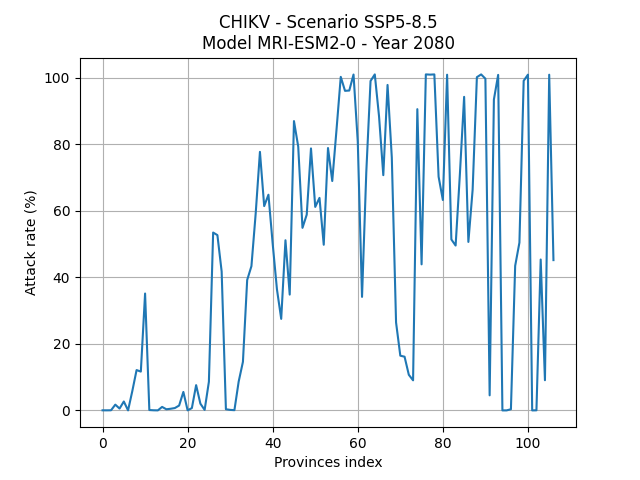 CHIKV - Scenario SSP5-8.5
Model MRI-ESM2-0 - Year 2080
100
80
60
40
20
0
Attack rate (%)
0 20 40 60 80 100
Provinces index